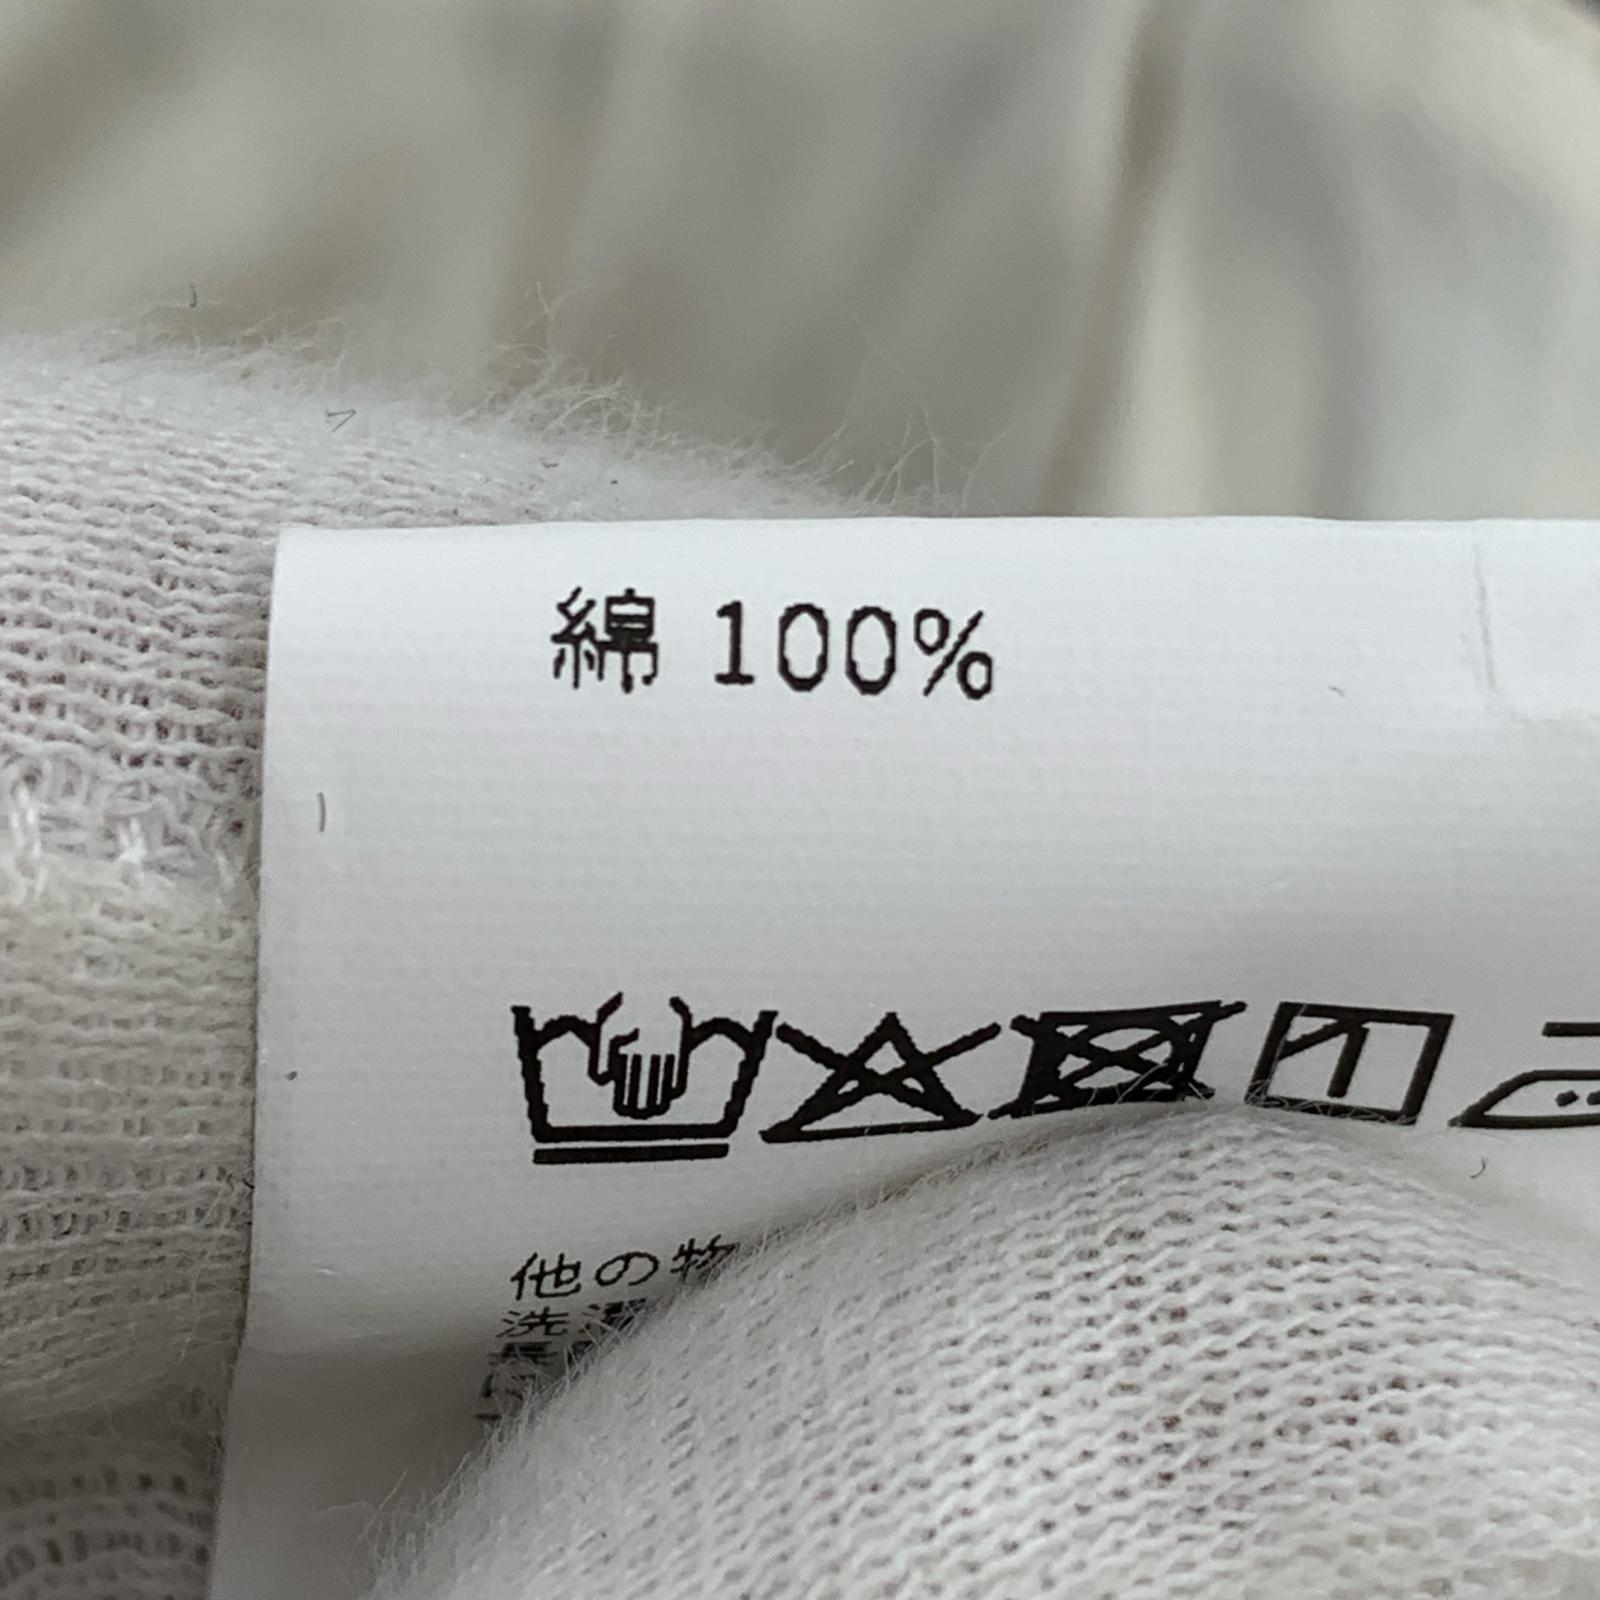 綿 100%
他の物
洗濯